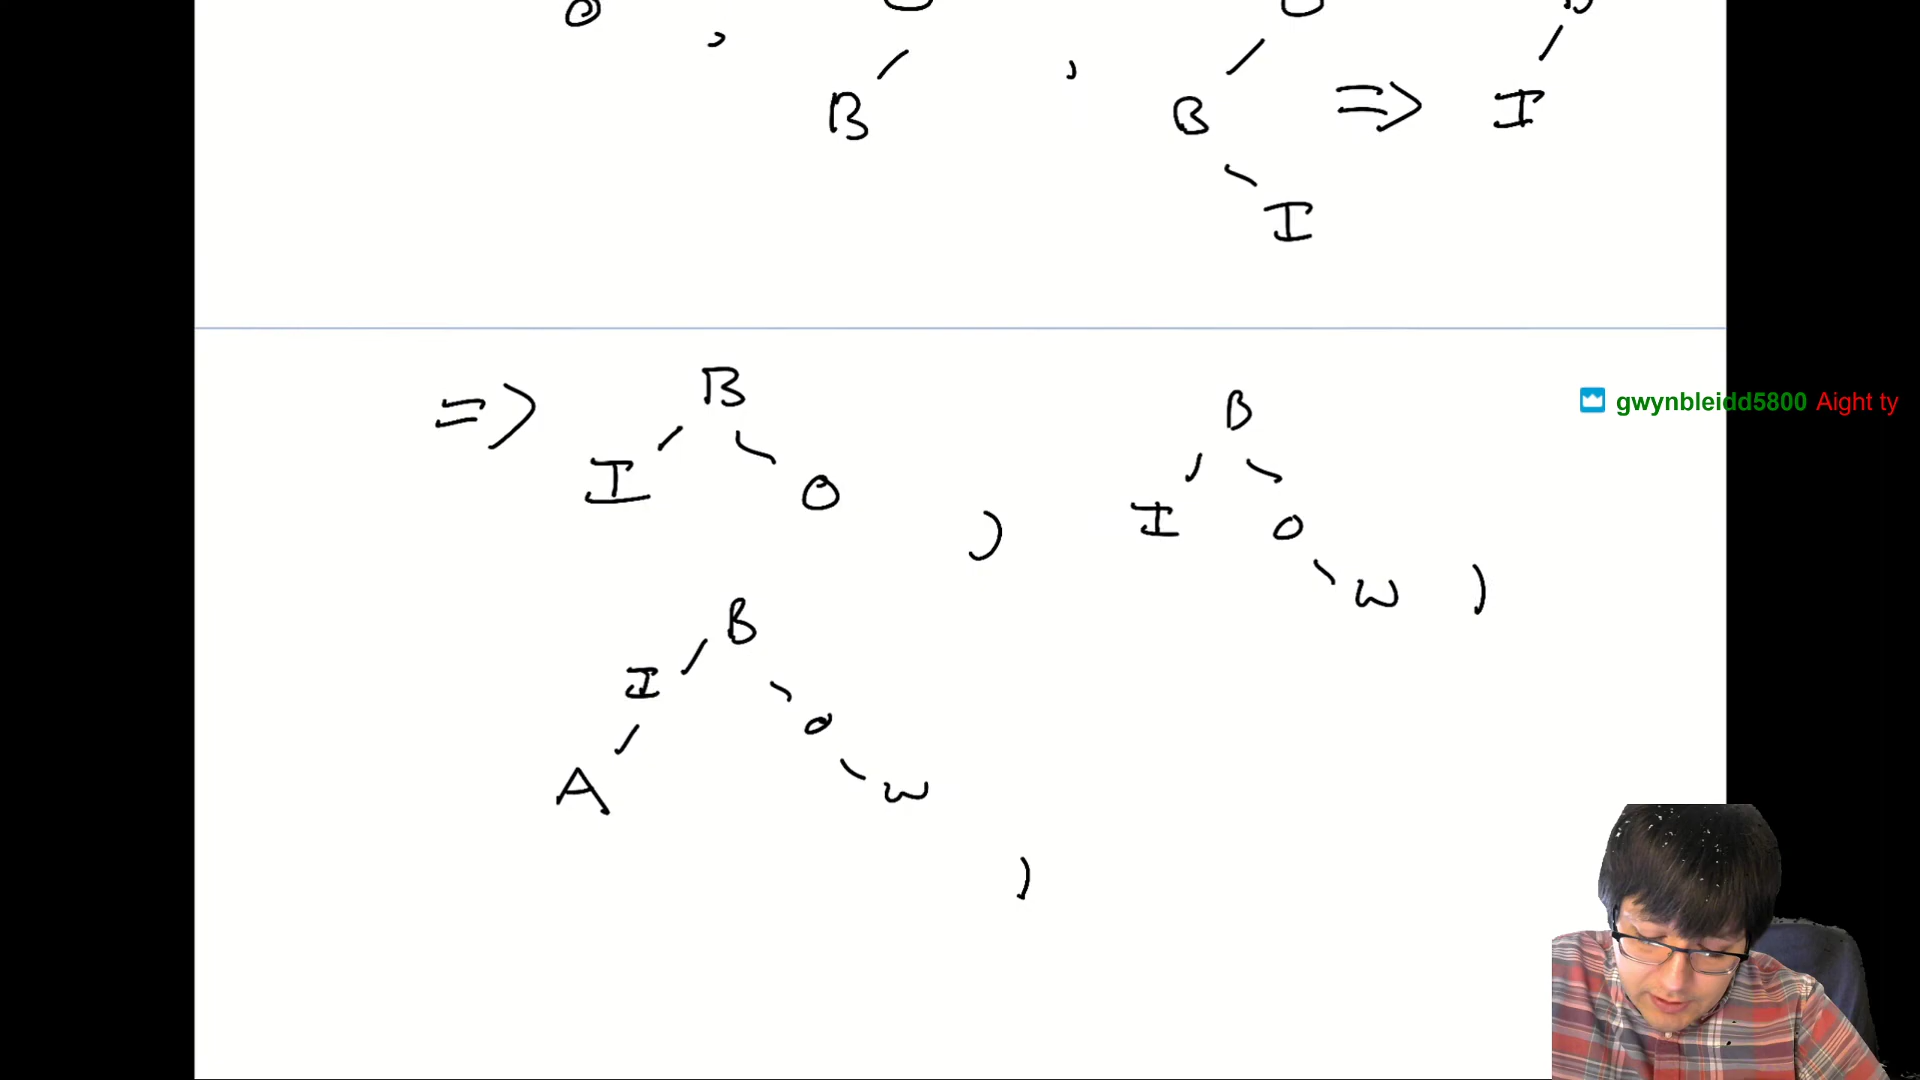 O , O , O B
B B => I
I
=> B B
I O , I O
W ,
B
I O
A W
,
gwynbleidd5800 Aight ty